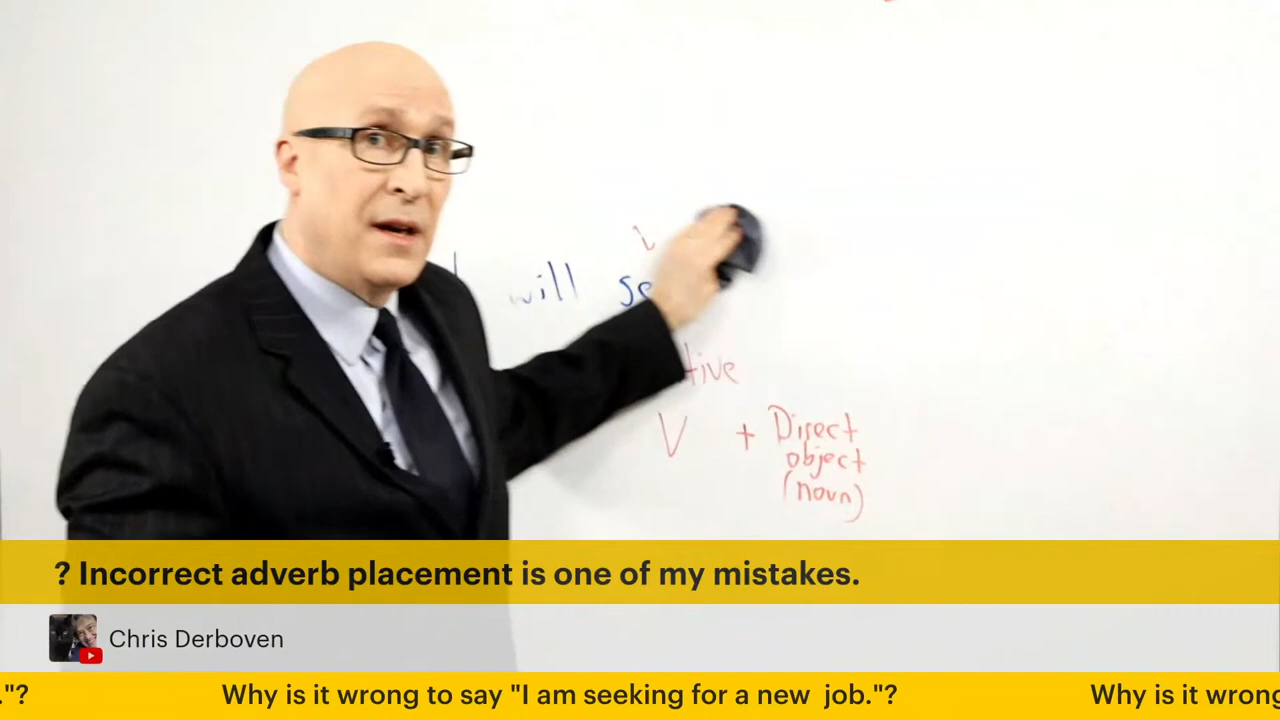 will se
tive
V + Direct
object
(noun)
? Incorrect adverb placement is one of my mistakes.
Chris Derboven
."? Why is it wrong to say "I am seeking for a new job."? Why is it wrong